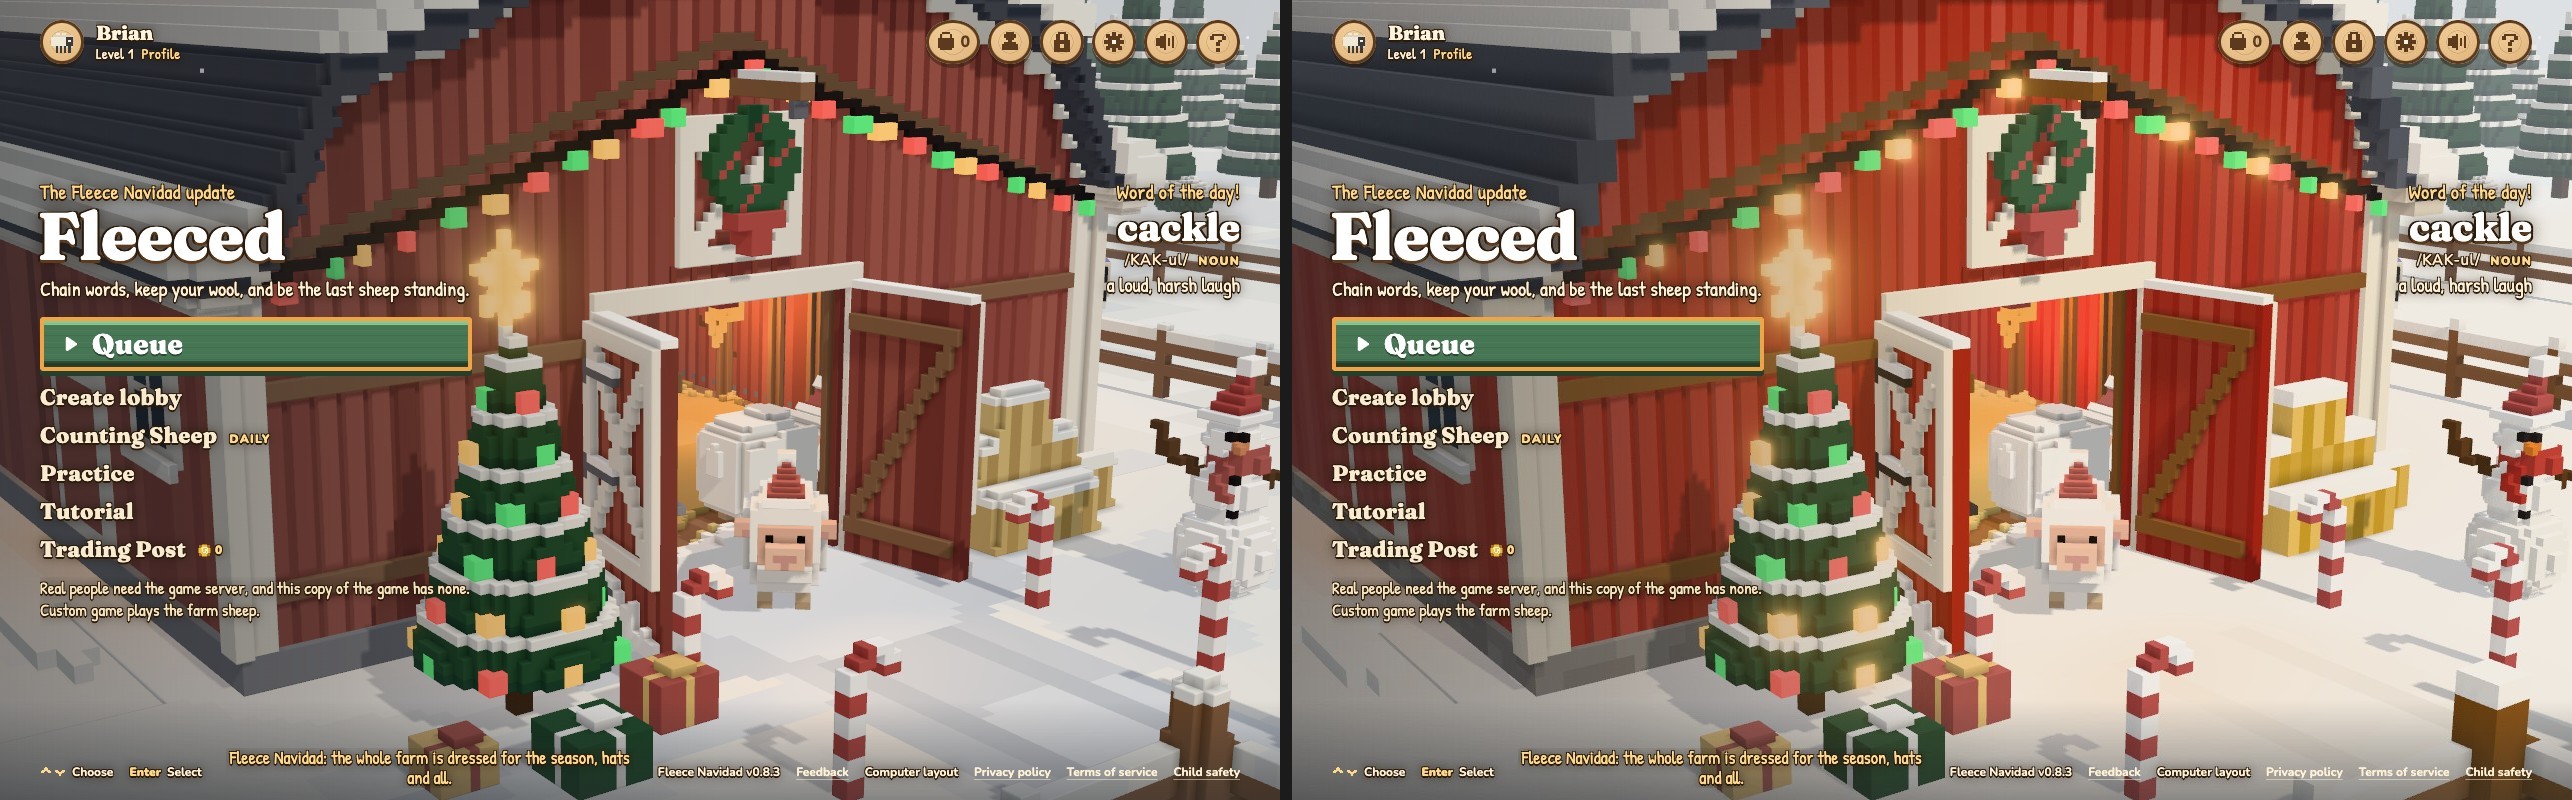 Brian
Level 1 Profile
0
The Fleece Navidad update
Fleeced
Chain words, keep your wool, and be the last sheep standing.
Queue
Create lobby
Counting Sheep DAILY
Practice
Tutorial
Trading Post 0
Real people need the game server, and this copy of the game has none.
Custom game plays the farm sheep.
Word of the day!
cackle
/KAK-ul/ NOUN
a loud, harsh laugh
Choose Enter Select
Fleece Navidad: the whole farm is dressed for the season, hats
and all.
Fleece Navidad v0.8.3 Feedback Computer layout Privacy policy Terms of service Child safety
Brian
Level 1 Profile
0
The Fleece Navidad update
Fleeced
Chain words, keep your wool, and be the last sheep standing.
Queue
Create lobby
Counting Sheep DAILY
Practice
Tutorial
Trading Post 0
Real people need the game server, and this copy of the game has none.
Custom game plays the farm sheep.
Word of the day!
cackle
/KAK-ul/ NOUN
a loud, harsh laugh
Choose Enter Select
Fleece Navidad: the whole farm is dressed for the season, hats
and all.
Fleece Navidad v0.8.3 Feedback Computer layout Privacy policy Terms of service Child safety